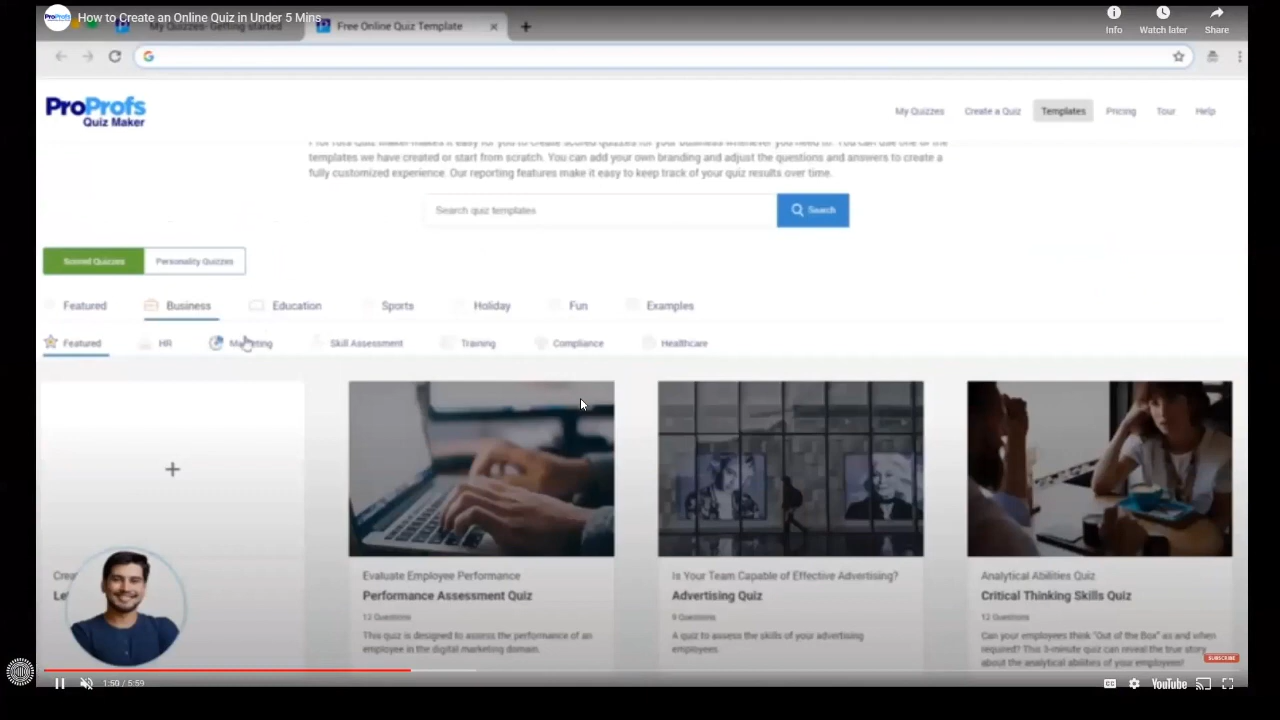 How to Create an Online Quiz in Under 5 Mins
My Quizzes- Getting started
Free Online Quiz Template
Info
Watch later
Share
ProProfs
Quiz Maker
My Quizzes
Create a Quiz
Templates
Pricing
Tour
Help
templates we have created or start from scratch. You can add your own branding and adjust the questions and answers to create a
fully customized experience. Our reporting features make it easy to keep track of your quiz results over time.
Search quiz templates
Search
Scored Quizzes
Personality Quizzes
Featured
Business
Education
Sports
Holiday
Fun
Examples
Featured
HR
Marketing
Skill Assessment
Training
Compliance
Healthcare
Evaluate Employee Performance
Performance Assessment Quiz
12 Questions
This quiz is designed to assess the performance of an
employee in the digital marketing domain.
Is Your Team Capable of Effective Advertising?
Advertising Quiz
9 Questions
A quiz to assess the skills of your advertising
employees
Analytical Abilities Quiz
Critical Thinking Skills Quiz
12 Questions
Can your employees think "Out of the Box" as and when
required? This 3-minute quiz can reveal the true story
about the analytical abilities of your employees!
SUBSCRIBE
1:50 / 5:59
CC
YouTube